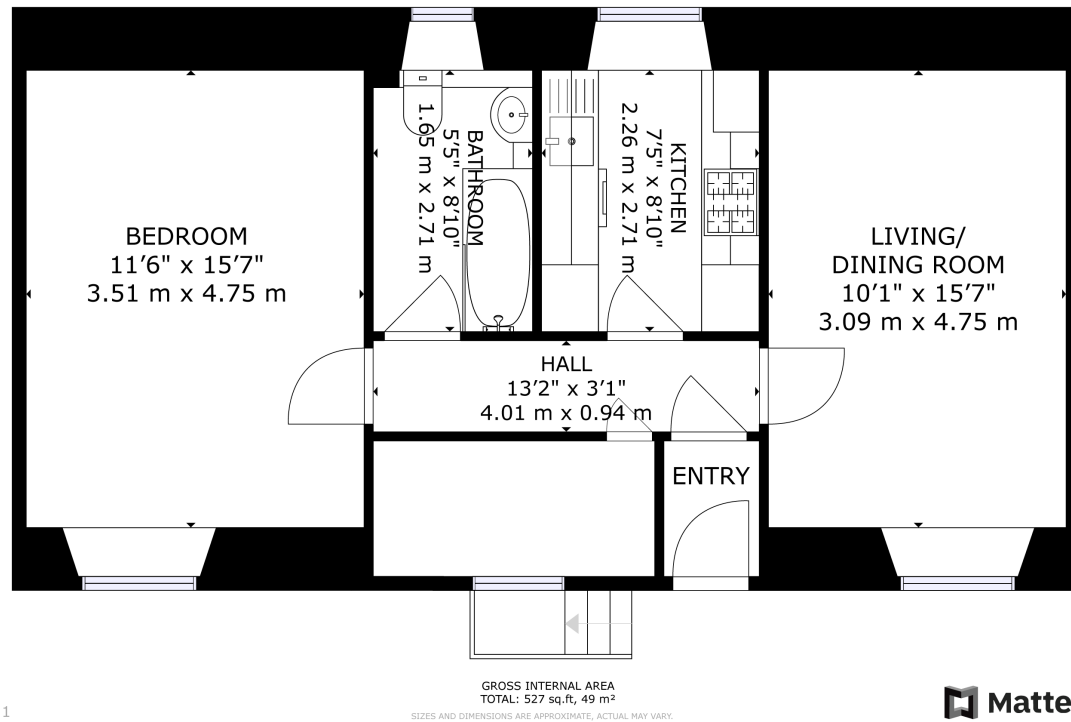 BEDROOM
11'6" x 15'7"
3.51 m x 4.75 m
BATHROOM
5'5" x 8'10"
1.65 m x 2.71 m
KITCHEN
7'5" x 8'10"
2.26 m x 2.71 m
LIVING/
DINING ROOM
10'1" x 15'7"
3.09 m x 4.75 m
HALL
13'2" x 3'1"
4.01 m x 0.94 m
ENTRY
GROSS INTERNAL AREA
TOTAL: 527 sq.ft, 49 m²
SIZES AND DIMENSIONS ARE APPROXIMATE, ACTUAL MAY VARY.
1
Matte